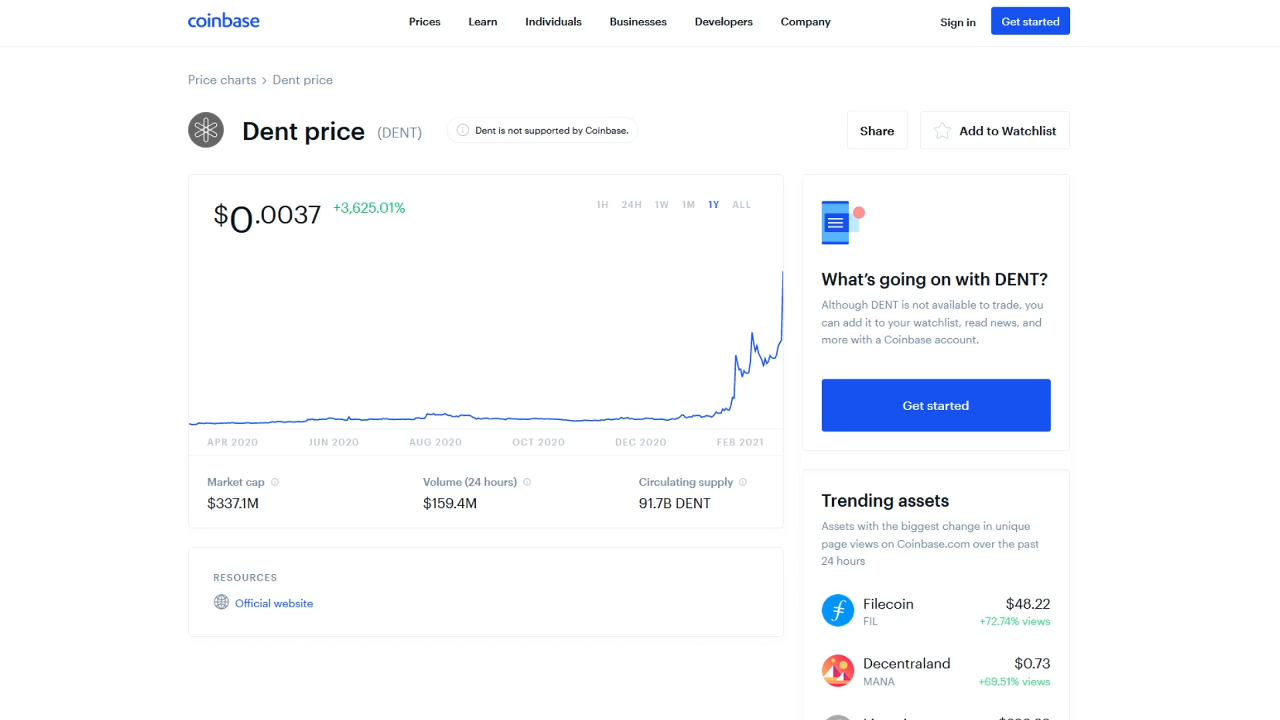 coinbase
Prices Learn Individuals Businesses Developers Company
Sign in Get started
Price charts > Dent price
Dent price (DENT)
Dent is not supported by Coinbase.
Share
Add to Watchlist
$0.0037 +3,625.01%
1H 24H 1W 1M 1Y ALL
APR 2020 JUN 2020 AUG 2020 OCT 2020 DEC 2020 FEB 2021
Market cap Volume (24 hours) Circulating supply
$337.1M $159.4M 91.7B DENT
RESOURCES
Official website
What's going on with DENT?
Although DENT is not available to trade, you
can add it to your watchlist, read news, and
more with a Coinbase account.
Get started
Trending assets
Assets with the biggest change in unique
page views on Coinbase.com over the past
24 hours
Filecoin $48.22
FIL +72.74% views
Decentraland $0.73
MANA +69.51% views